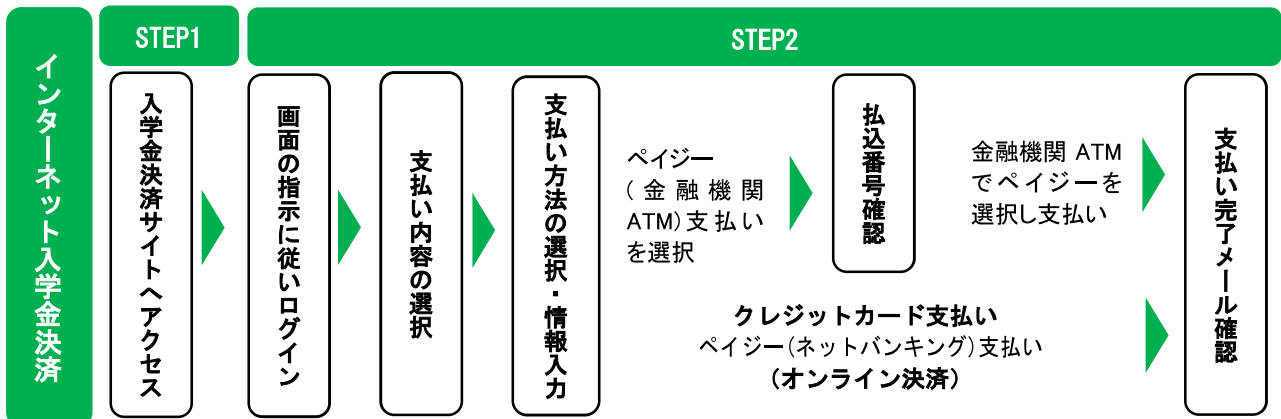 インターネット入学金決済
STEP1
STEP2
入学金決済サイトへアクセス
画面の指示に従いログイン
支払い内容の選択
支払い方法の選択・情報入力
ペイジー
(金融機関
ATM)支払い
を選択
払込番号確認
金融機関 ATM
でペイジーを
選択し支払い
クレジットカード支払い
ペイジー(ネットバンキング)支払い
(オンライン決済)
支払い完了メール確認